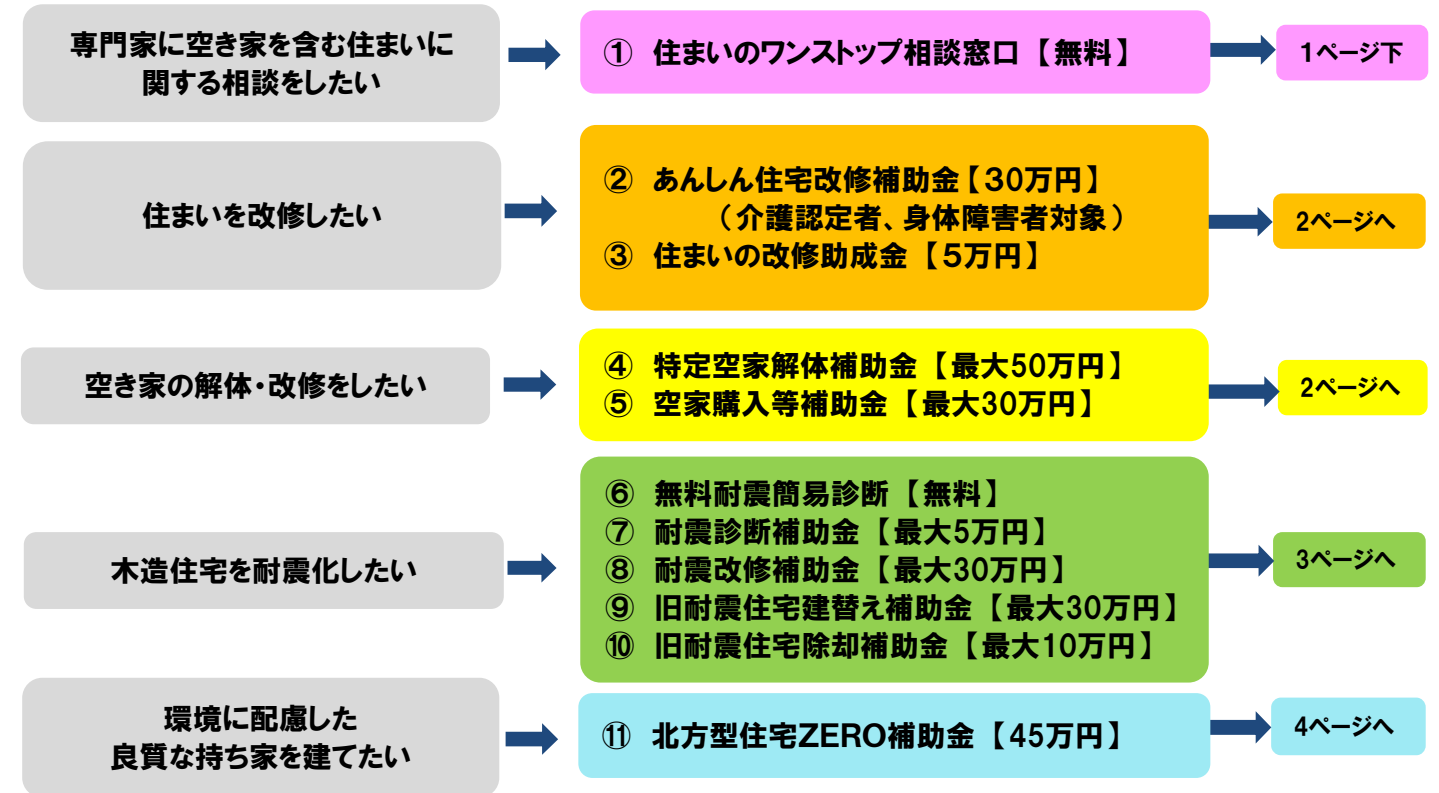 専門家に空き家を含む住まいに
関する相談をしたい
① 住まいのワンストップ相談窓口【無料】
1ページ下
住まいを改修したい
② あんしん住宅改修補助金【30万円】
（介護認定者、身体障害者対象）
③ 住まいの改修助成金【5万円】
2ページへ
空き家の解体・改修をしたい
④ 特定空家解体補助金【最大50万円】
⑤ 空家購入等補助金【最大30万円】
2ページへ
木造住宅を耐震化したい
⑥ 無料耐震簡易診断【無料】
⑦ 耐震診断補助金【最大5万円】
⑧ 耐震改修補助金【最大30万円】
⑨ 旧耐震住宅建替え補助金【最大30万円】
⑩ 旧耐震住宅除却補助金【最大10万円】
3ページへ
環境に配慮した
良質な持ち家を建てたい
⑪ 北方型住宅ZERO補助金【45万円】
4ページへ